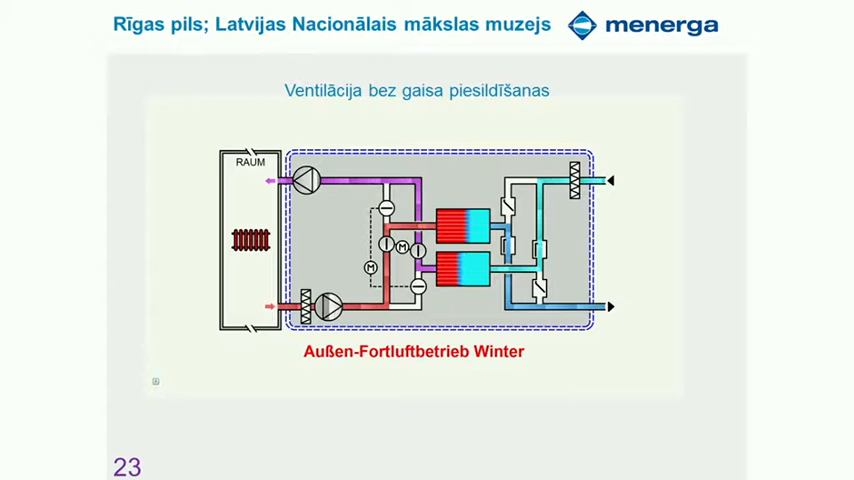 Rīgas pils; Latvijas Nacionālais mākslas muzejs
menerga
Ventilācija bez gaisa piesildīšanas
RAUM
M
M
Außen-Fortluftbetrieb Winter
23